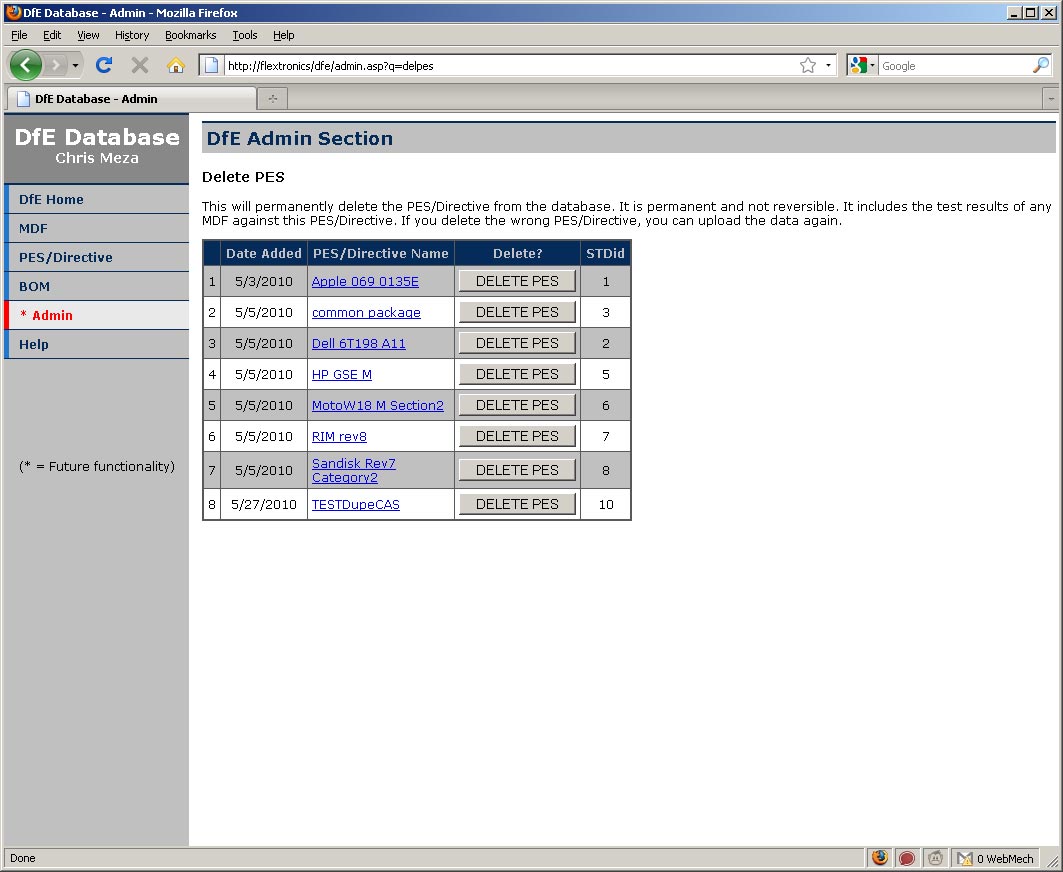 DfE Database - Admin - Mozilla Firefox
File Edit View History Bookmarks Tools Help
http://flextronics/dfe/admin.asp?q=delpes
Google
DfE Database - Admin
DfE Database
Chris Meza
DfE Home
MDF
PES/Directive
BOM
* Admin
Help
(* = Future functionality)
DfE Admin Section
Delete PES
This will permanently delete the PES/Directive from the database. It is permanent and not reversible. It includes the test results of any
MDF against this PES/Directive. If you delete the wrong PES/Directive, you can upload the data again.
Date Added PES/Directive Name Delete? STDid
1 5/3/2010 Apple 069 0135E DELETE PES 1
2 5/5/2010 common package DELETE PES 3
3 5/5/2010 Dell 6T198 A11 DELETE PES 2
4 5/5/2010 HP GSE M DELETE PES 5
5 5/5/2010 MotoW18 M Section2 DELETE PES 6
6 5/5/2010 RIM rev8 DELETE PES 7
7 5/5/2010 Sandisk Rev7
Category2 DELETE PES 8
8 5/27/2010 TESTDupeCAS DELETE PES 10
Done
0 WebMech